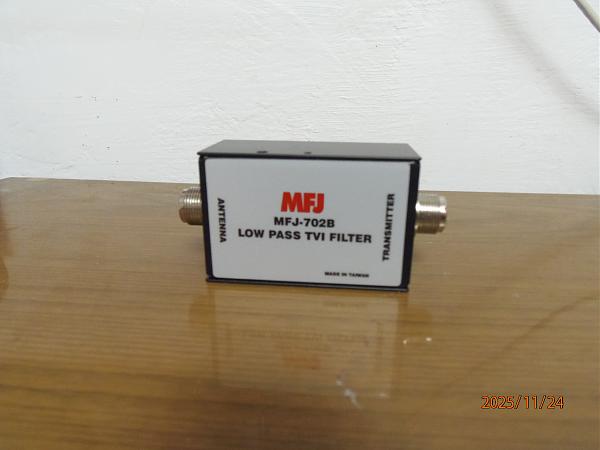 MFJ
MFJ-702B
LOW PASS TVI FILTER
ANTENNA
TRANSMITTER
MADE IN TAIWAN
2025/11/24